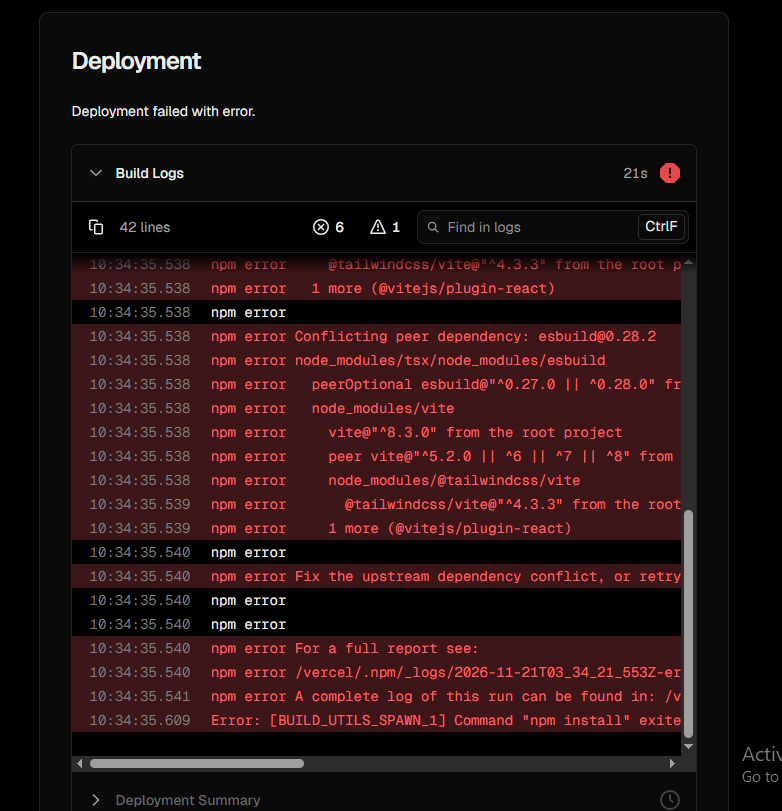 Deployment
Deployment failed with error.
Build Logs 21s
42 lines 6 1 Find in logs CtrlF
10:34:35.538 npm error @tailwindcss/vite@"^4.3.3" from the root p
10:34:35.538 npm error 1 more (@vitejs/plugin-react)
10:34:35.538 npm error
10:34:35.538 npm error Conflicting peer dependency: esbuild@0.28.2
10:34:35.538 npm error node_modules/tsx/node_modules/esbuild
10:34:35.538 npm error peerOptional esbuild@"^0.27.0 || ^0.28.0" fr
10:34:35.538 npm error node_modules/vite
10:34:35.538 npm error vite@"^8.3.0" from the root project
10:34:35.538 npm error peer vite@"^5.2.0 || ^6 || ^7 || ^8" from
10:34:35.538 npm error node_modules/@tailwindcss/vite
10:34:35.539 npm error @tailwindcss/vite@"^4.3.3" from the root
10:34:35.539 npm error 1 more (@vitejs/plugin-react)
10:34:35.540 npm error
10:34:35.540 npm error Fix the upstream dependency conflict, or retry
10:34:35.540 npm error
10:34:35.540 npm error
10:34:35.540 npm error For a full report see:
10:34:35.540 npm error /vercel/.npm/_logs/2026-11-21T03_34_21_553Z-er
10:34:35.541 npm error A complete log of this run can be found in: /v
10:34:35.609 Error: [BUILD_UTILS_SPAWN_1] Command "npm install" exite
Deployment Summary
Activ
Go to